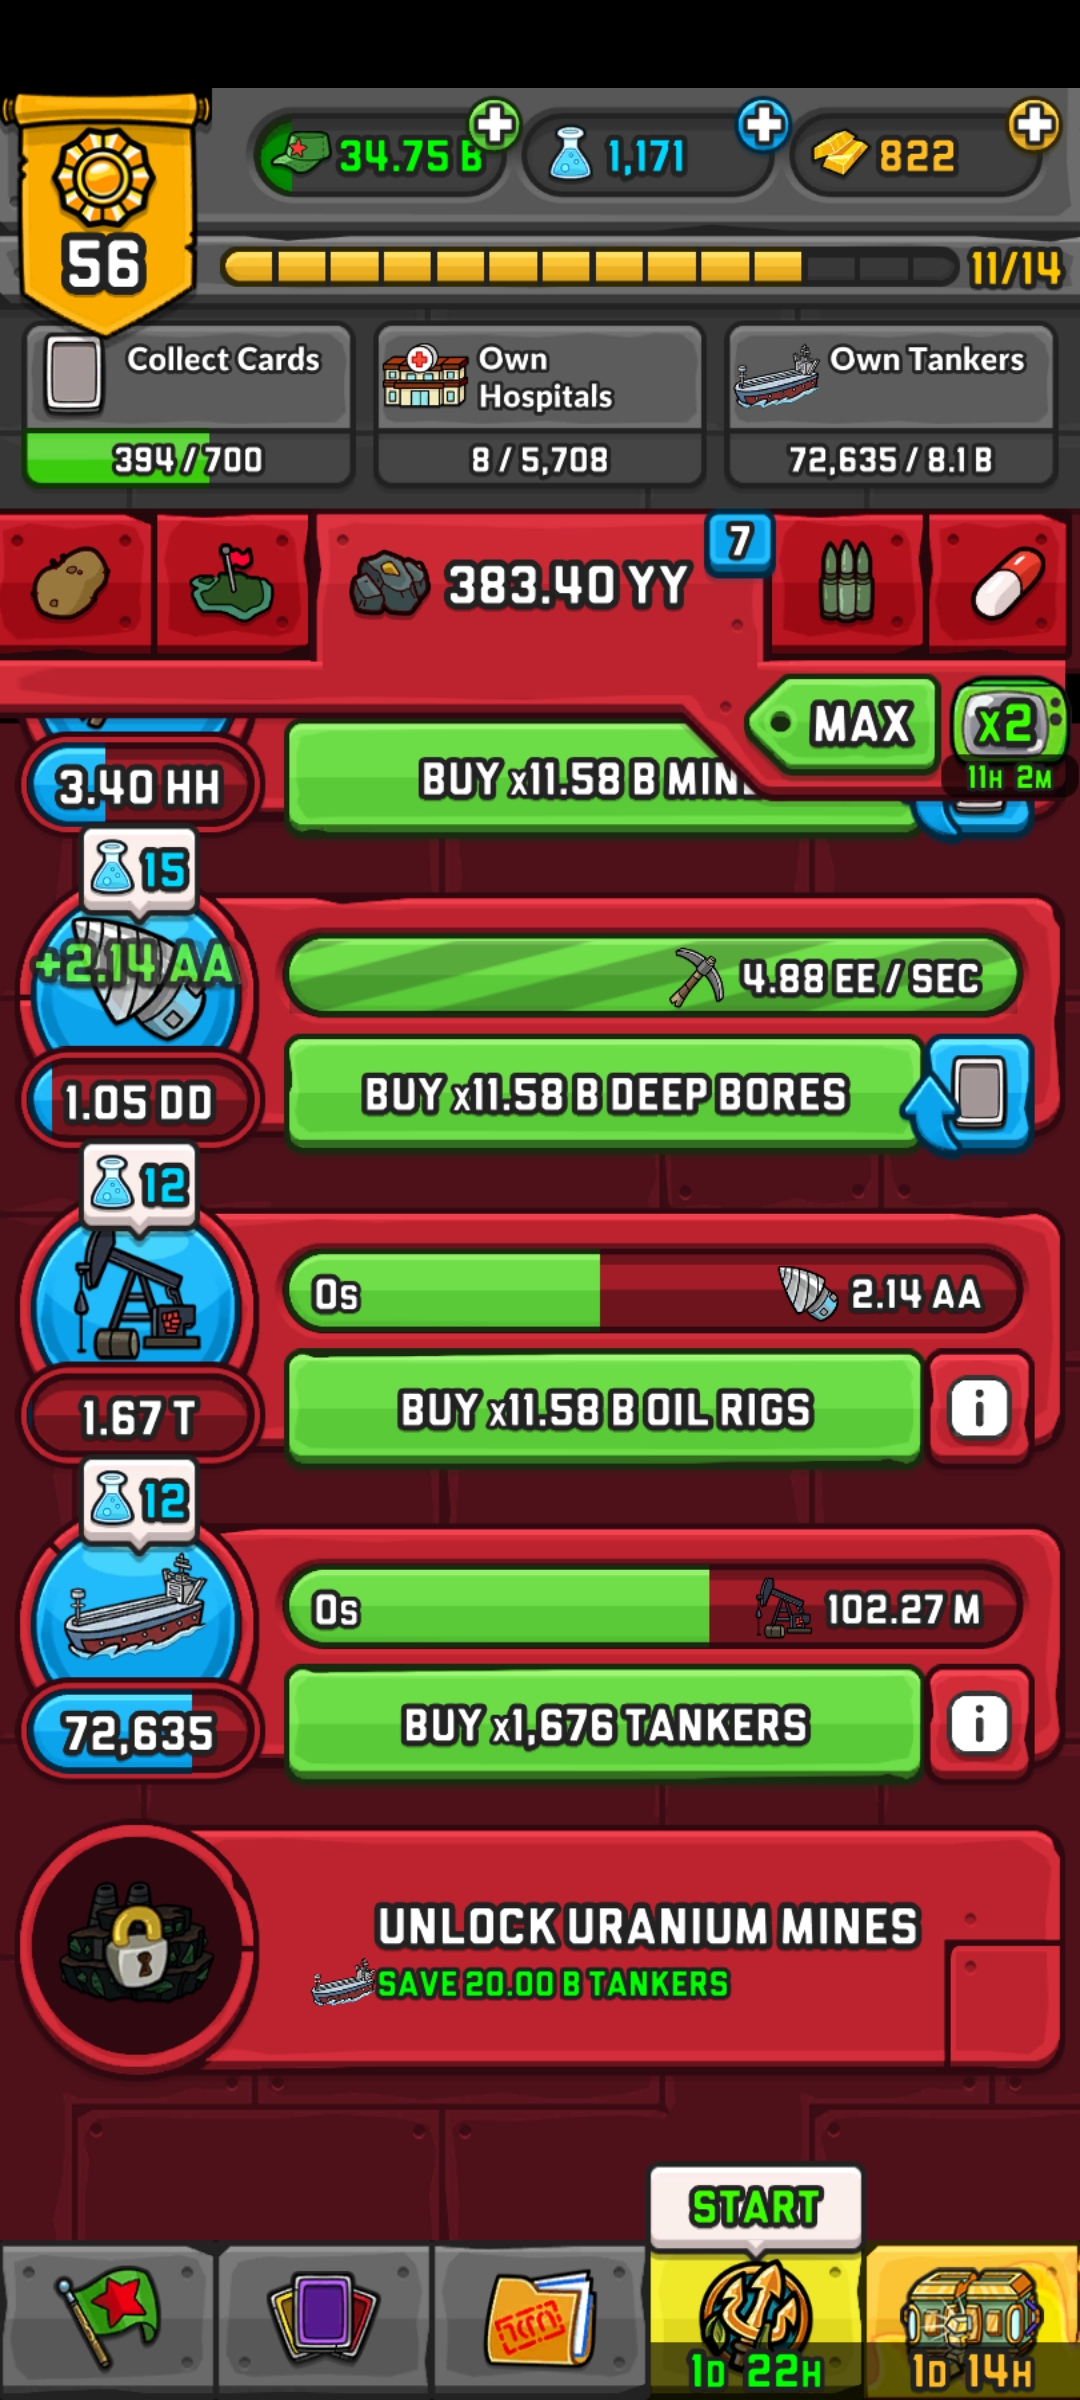 34.75 B
1,171
822
56
11/14
Collect Cards
394/700
Own
Hospitals
8/5,708
Own Tankers
72,635/8.1 B
383.40 YY
7
MAX
X2
11H 2M
3.40 HH
BUY x11.58 B
15
+2.14 AA
4.88 EE/SEC
1.05 DD
BUY x11.58 B DEEP BORES
12
0s
2.14 AA
1.67 T
BUY x11.58 B OIL RIGS
12
0s
102.27 M
72,635
BUY x1,676 TANKERS
UNLOCK URANIUM MINES
SAVE 20.00 B TANKERS
START
1D 22H
1D 14H